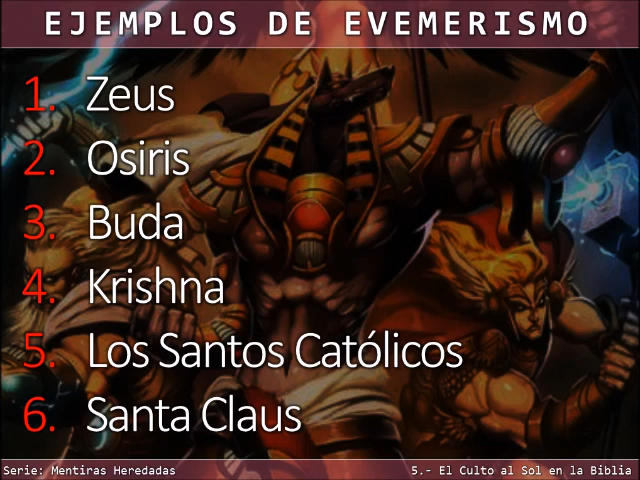 EJEMPLOS DE EVEMERISMO
1. Zeus
2. Osiris
3. Buda
4. Krishna
5. Los Santos Católicos
6. Santa Claus
Serie: Mentiras Heredadas
5.- El Culto al Sol en la Biblia